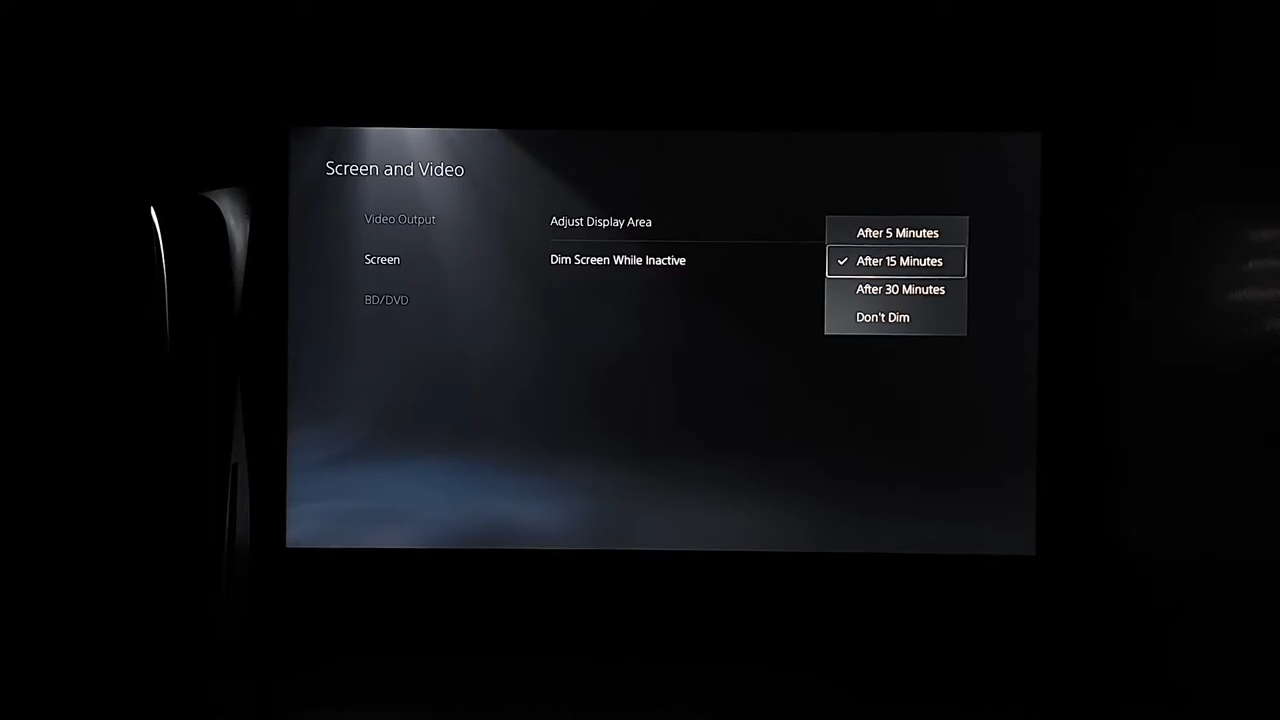 Screen and Video
Video Output
Screen
BD/DVD
Adjust Display Area
Dim Screen While Inactive
After 5 Minutes
✓ After 15 Minutes
After 30 Minutes
Don't Dim